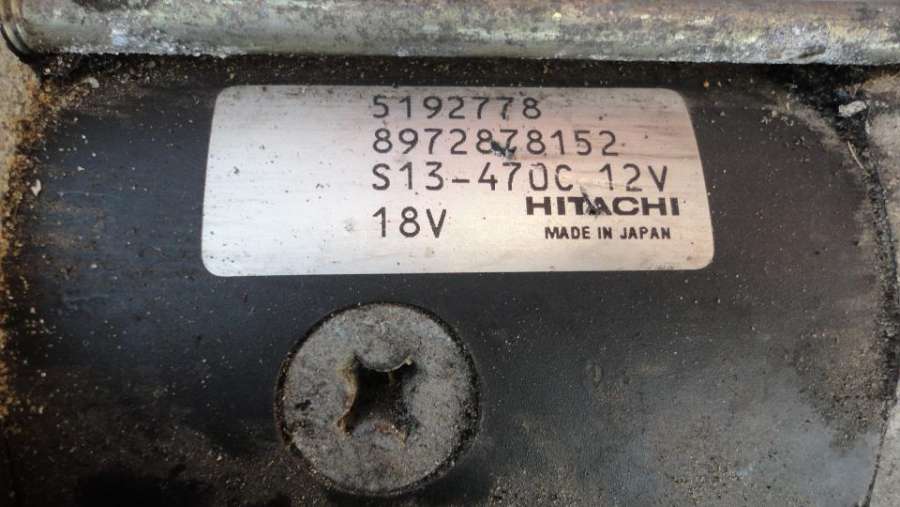 5192778
8972878152
S13-470C 12V
18V HITACHI
MADE IN JAPAN